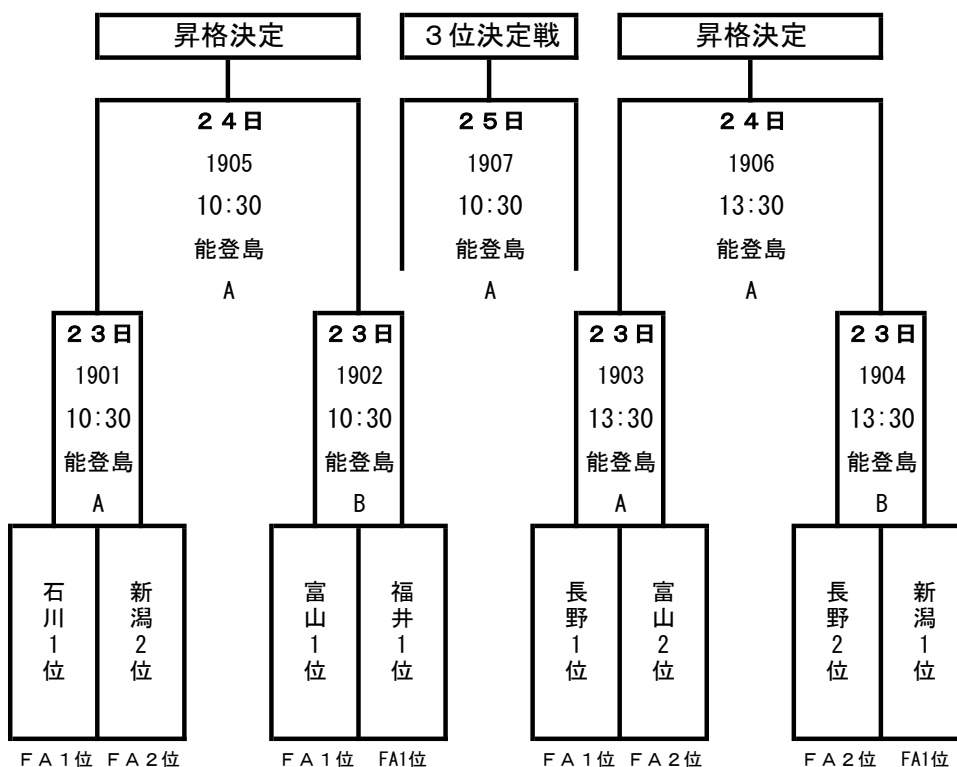 昇格決定
３位決定戦
昇格決定
２４日
1905
10:30
能登島
A
２５日
1907
10:30
能登島
A
２４日
1906
13:30
能登島
A
２３日
1901
10:30
能登島
A
２３日
1902
10:30
能登島
B
２３日
1903
13:30
能登島
A
２３日
1904
13:30
能登島
B
石川1位
新潟2位
富山1位
福井1位
長野1位
富山2位
長野2位
新潟1位
ＦＡ１位 ＦＡ２位 ＦＡ１位 FA1位 ＦＡ１位 ＦＡ２位 ＦＡ２位 FA1位